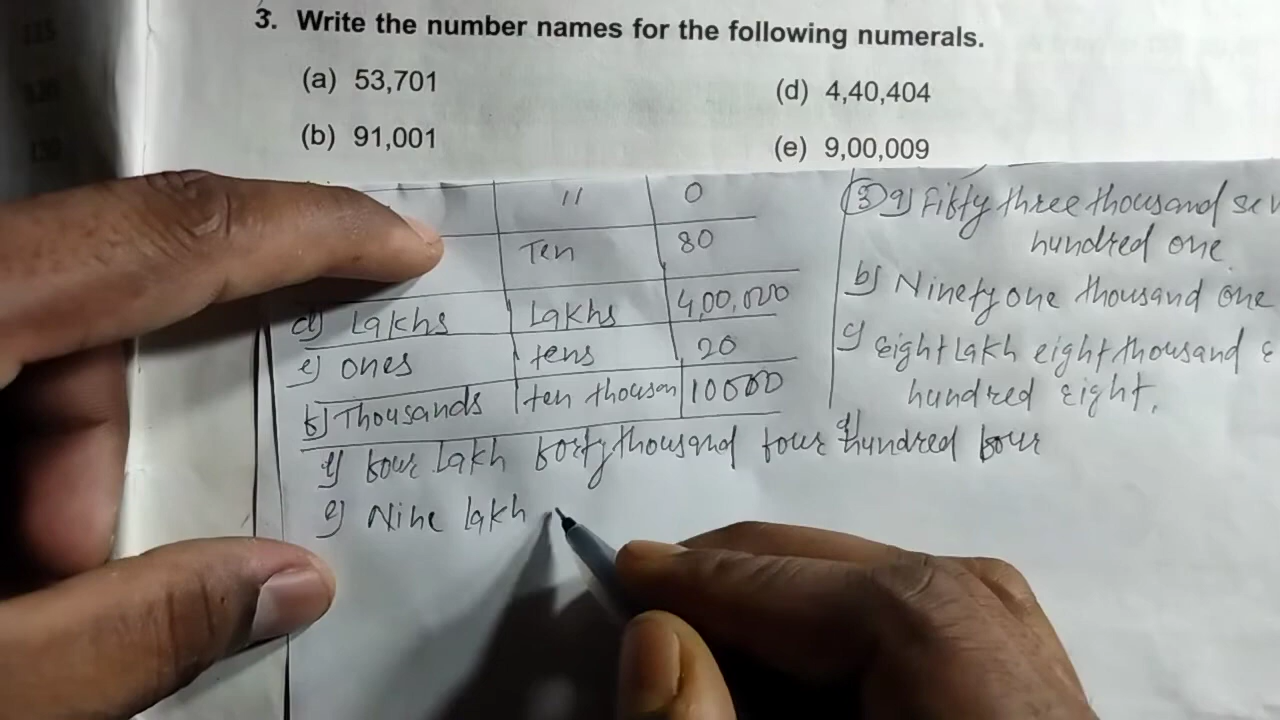 3. Write the number names for the following numerals.
(a) 53,701
(d) 4,40,404
(b) 91,001
(e) 9,00,009
11 0
Ten 80
d) Lakhs Lakhs 4,00,000
e) ones tens 20
f) Thousands ten thousan 10000
3 a) Fifty three thousand sev
hundred one.
b) Ninety one thousand one
c) Eight Lakh eight thousand e
hundred eight.
d) four Lakh forty thousand four hundred four
e) Nine lakh